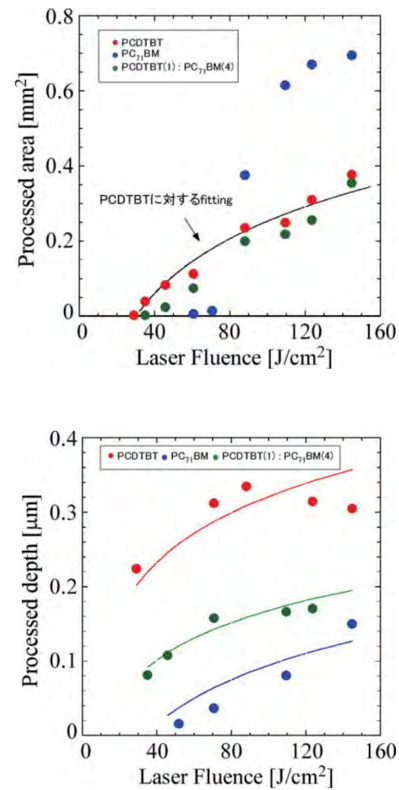 0.8
0.6
0.4
0.2
0
Processed area [mm²]
PCDTBT
PC₇₁BM
PCDTBT(1) : PC₇₁BM(4)
PCDTBTに対するfitting
0 40 80 120 160
Laser Fluence [J/cm²]
0.4
0.3
0.2
0.1
0
Processed depth [μm]
PCDTBT PC₇₁BM PCDTBT(1) : PC₇₁BM(4)
0 40 80 120 160
Laser Fluence [J/cm²]